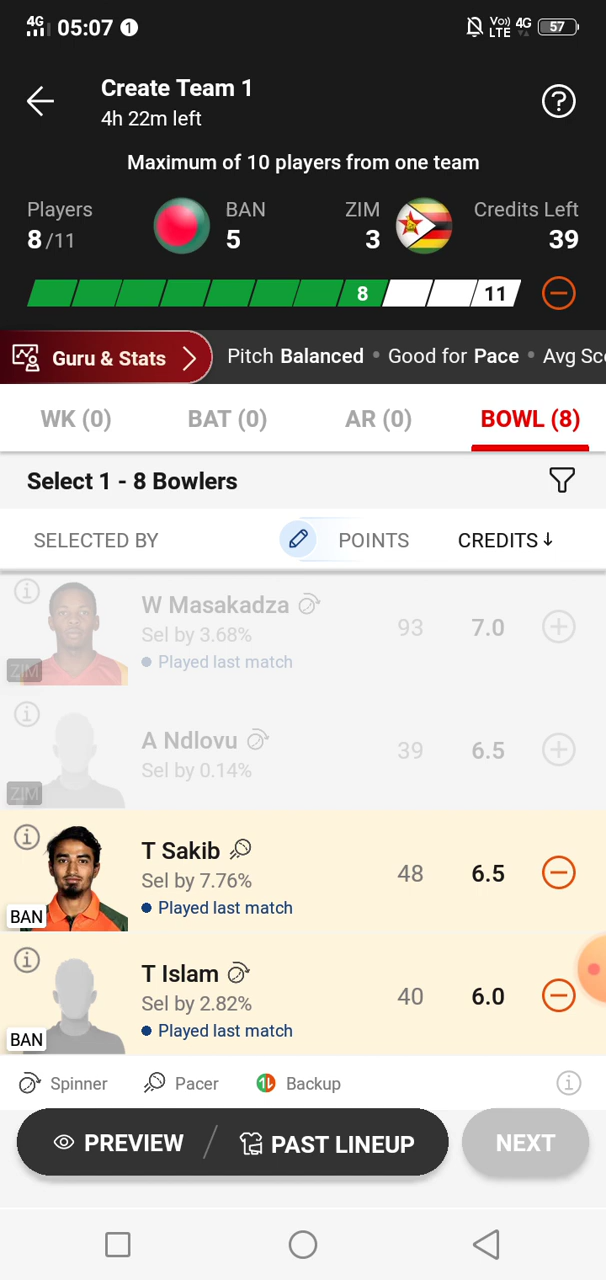 4G 05:07 1 Vo)) LTE 4G 57
Create Team 1
4h 22m left
?
Maximum of 10 players from one team
Players BAN ZIM Credits Left
8/11 5 3 39
8 11
Guru & Stats Pitch Balanced • Good for Pace • Avg Sc
WK (0) BAT (0) AR (0) BOWL (8)
Select 1 - 8 Bowlers
SELECTED BY POINTS CREDITS↓
i
W Masakadza
Sel by 3.68% 93 7.0
Played last match
ZIM
i
A Ndlovu
Sel by 0.14% 39 6.5
ZIM
i
T Sakib
Sel by 7.76% 48 6.5
Played last match
BAN
i
T Islam
Sel by 2.82% 40 6.0
Played last match
BAN
Spinner Pacer Backup i
PREVIEW / PAST LINEUP NEXT